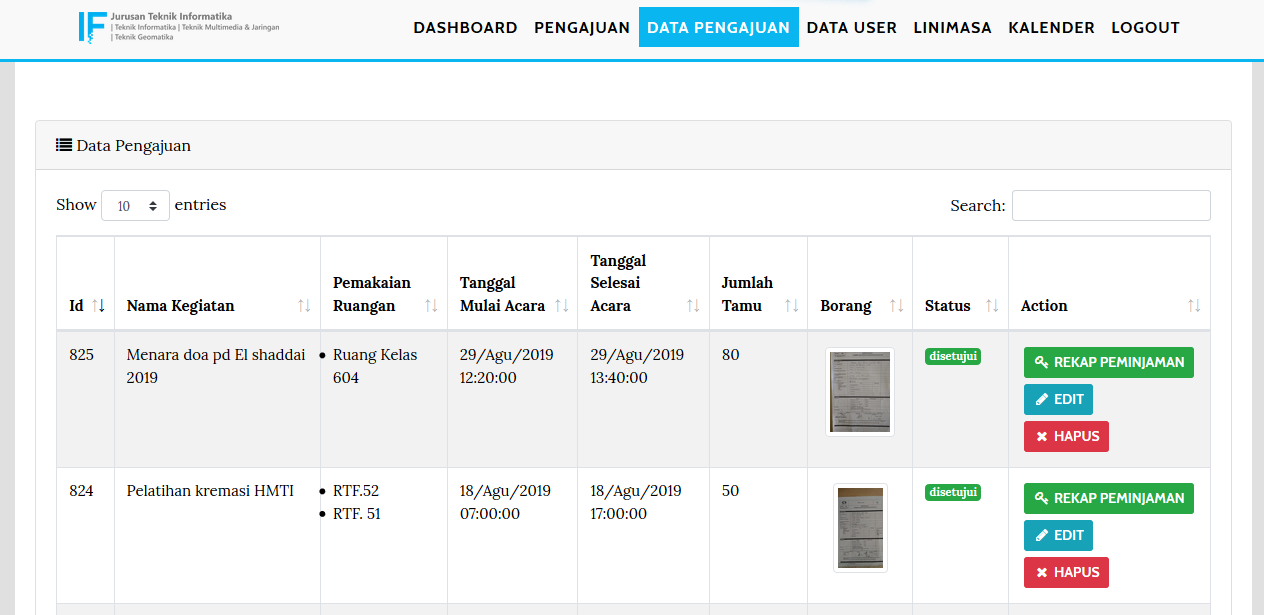 Jurusan Teknik Informatika
| Teknik Informatika | Teknik Multimedia & Jaringan
| Teknik Geomatika
IF
DASHBOARD PENGAJUAN DATA PENGAJUAN DATA USER LINIMASA KALENDER LOGOUT
Data Pengajuan
Show 10 entries
Search:
Id
Nama Kegiatan
Pemakaian
Ruangan
Tanggal
Mulai Acara
Tanggal
Selesai
Acara
Jumlah
Tamu
Borang
Status
Action
825
Menara doa pd El shaddai
2019
• Ruang Kelas
604
29/Agu/2019
12:20:00
29/Agu/2019
13:40:00
80
disetujui
REKAP PEMINJAMAN
EDIT
HAPUS
824
Pelatihan kremasi HMTI
• RTF.52
• RTF. 51
18/Agu/2019
07:00:00
18/Agu/2019
17:00:00
50
disetujui
REKAP PEMINJAMAN
EDIT
HAPUS